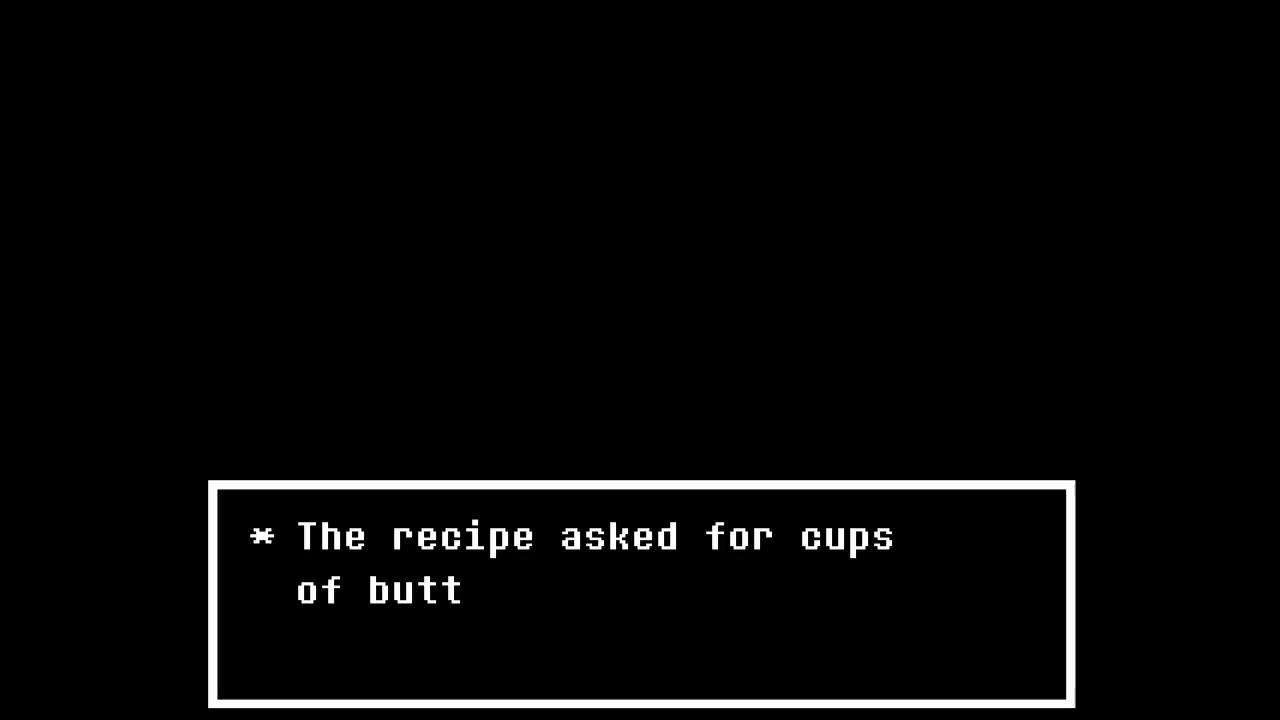 * The recipe asked for cups
of butt